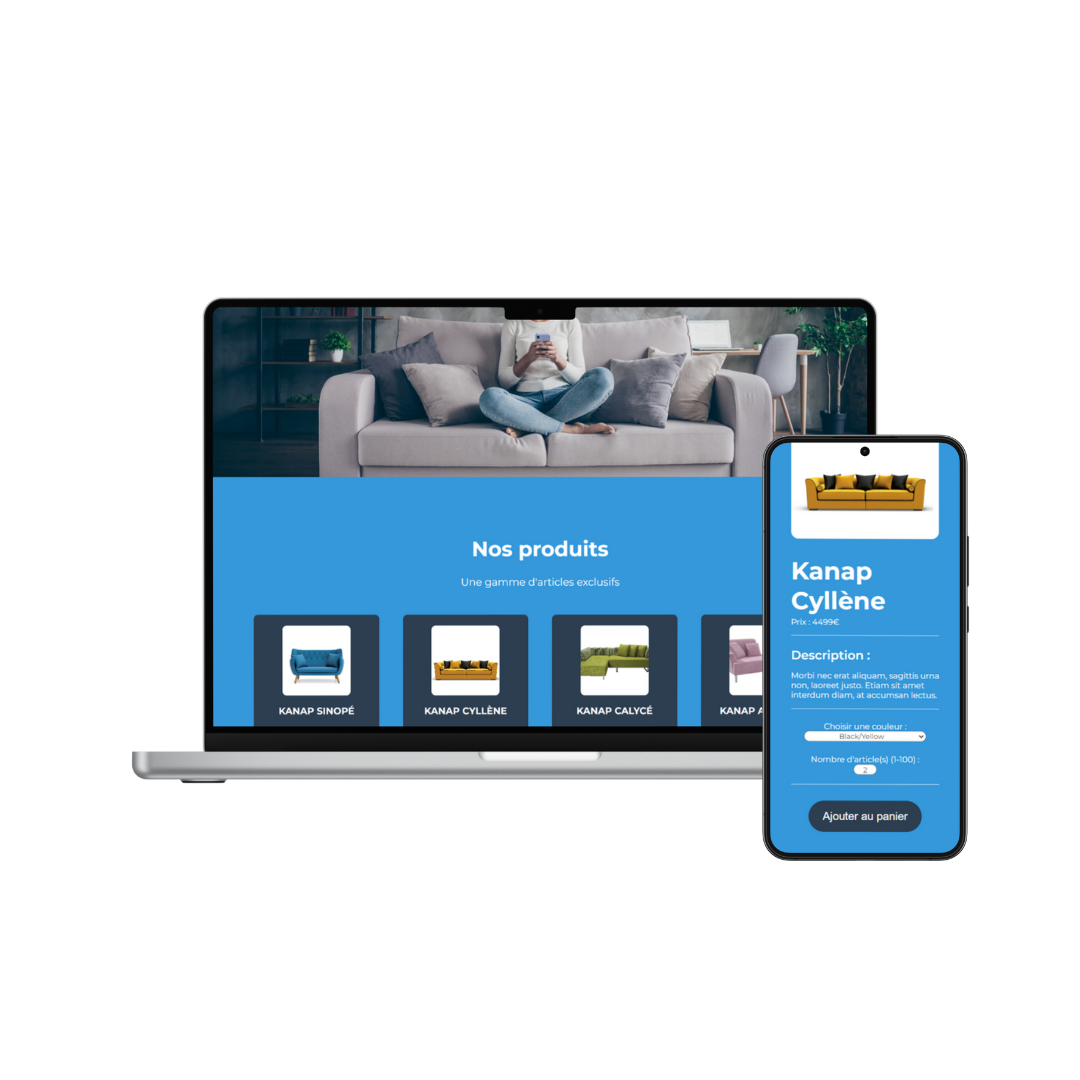 Nos produits
Une gamme d'articles exclusifs
KANAP SINOPÉ
KANAP CYLLÈNE
KANAP CALYCÉ
KANAP A
Kanap
Cyllène
Prix : 4499€
Description :
Morbi nec erat aliquam, sagittis urna
non, laoreet justo. Etiam sit amet
interdum diam, at accumsan lectus.
Choisir une couleur :
Black/Yellow
Nombre d'article(s) (1-100) :
2
Ajouter au panier